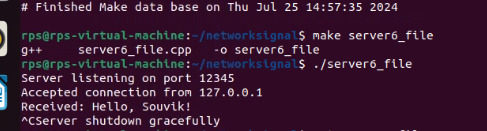 # Finished Make data base on Thu Jul 25 14:57:35 2024
rps@rps-virtual-machine:~/networksignal$ make server6_file
g++     server6_file.cpp   -o server6_file
rps@rps-virtual-machine:~/networksignal$ ./server6_file
Server listening on port 12345
Accepted connection from 127.0.0.1
Received: Hello, Souvik!
^CServer shutdown gracefully